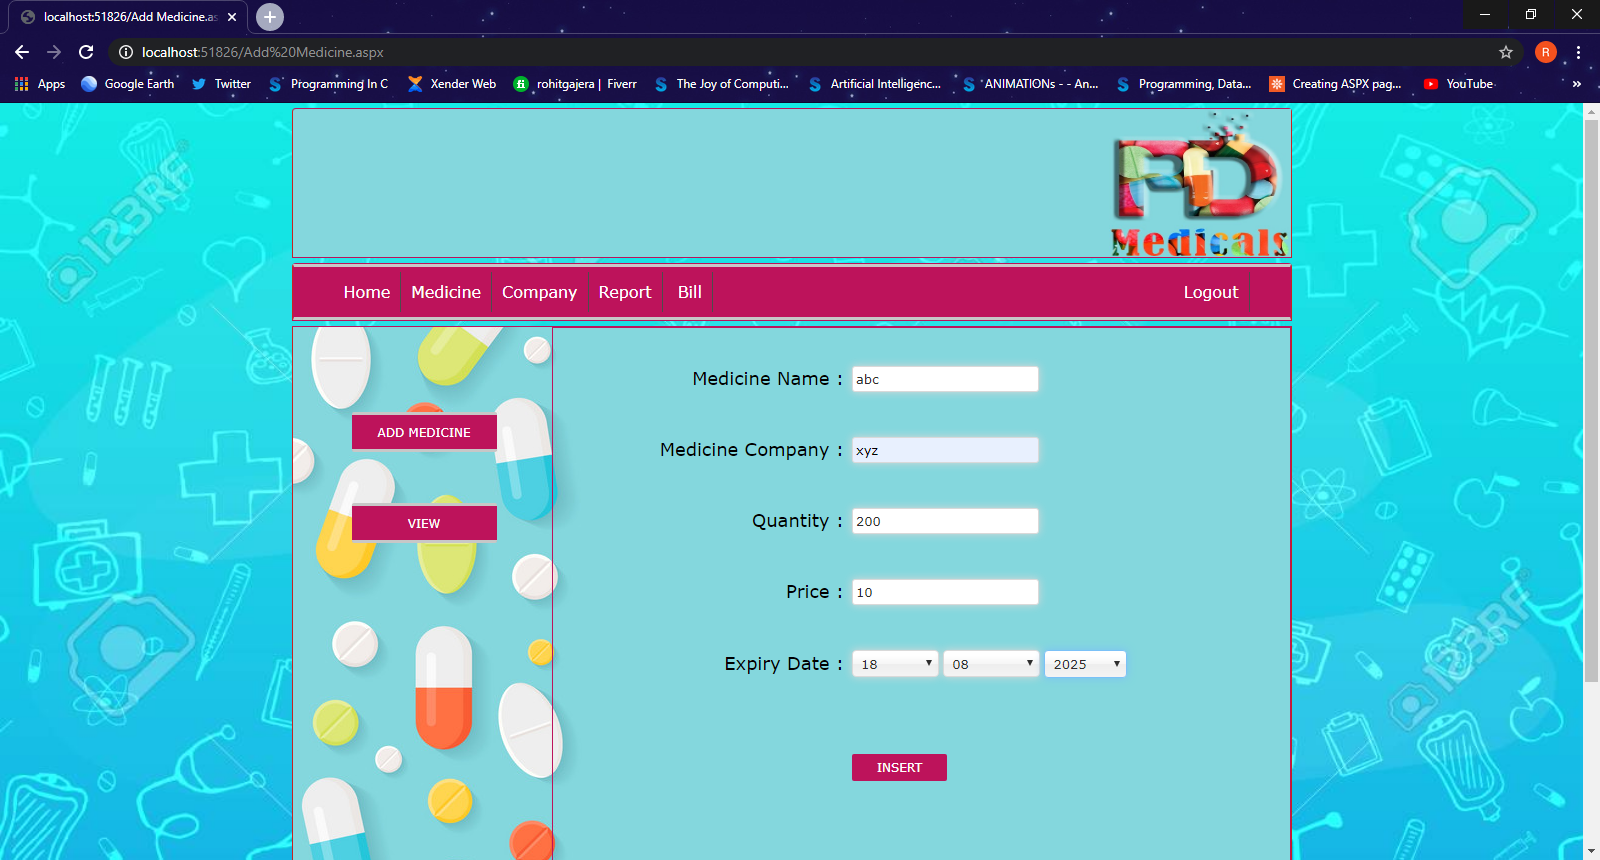 localhost:51826/Add Medicine.as
localhost:51826/Add%20Medicine.aspx
R
Apps Google Earth Twitter Programming In C Xender Web rohitgajera | Fiverr The Joy of Computi... Artificial Intelligenc... 'ANIMATIONs - - An... Programming, Data... Creating ASPX pag... YouTube »
PD
Medicals
Home Medicine Company Report Bill Logout
Medicine Name : abc
ADD MEDICINE
Medicine Company : xyz
VIEW
Quantity : 200
Price : 10
Expiry Date : 18 08 2025
INSERT
123RF
123RF
123RF